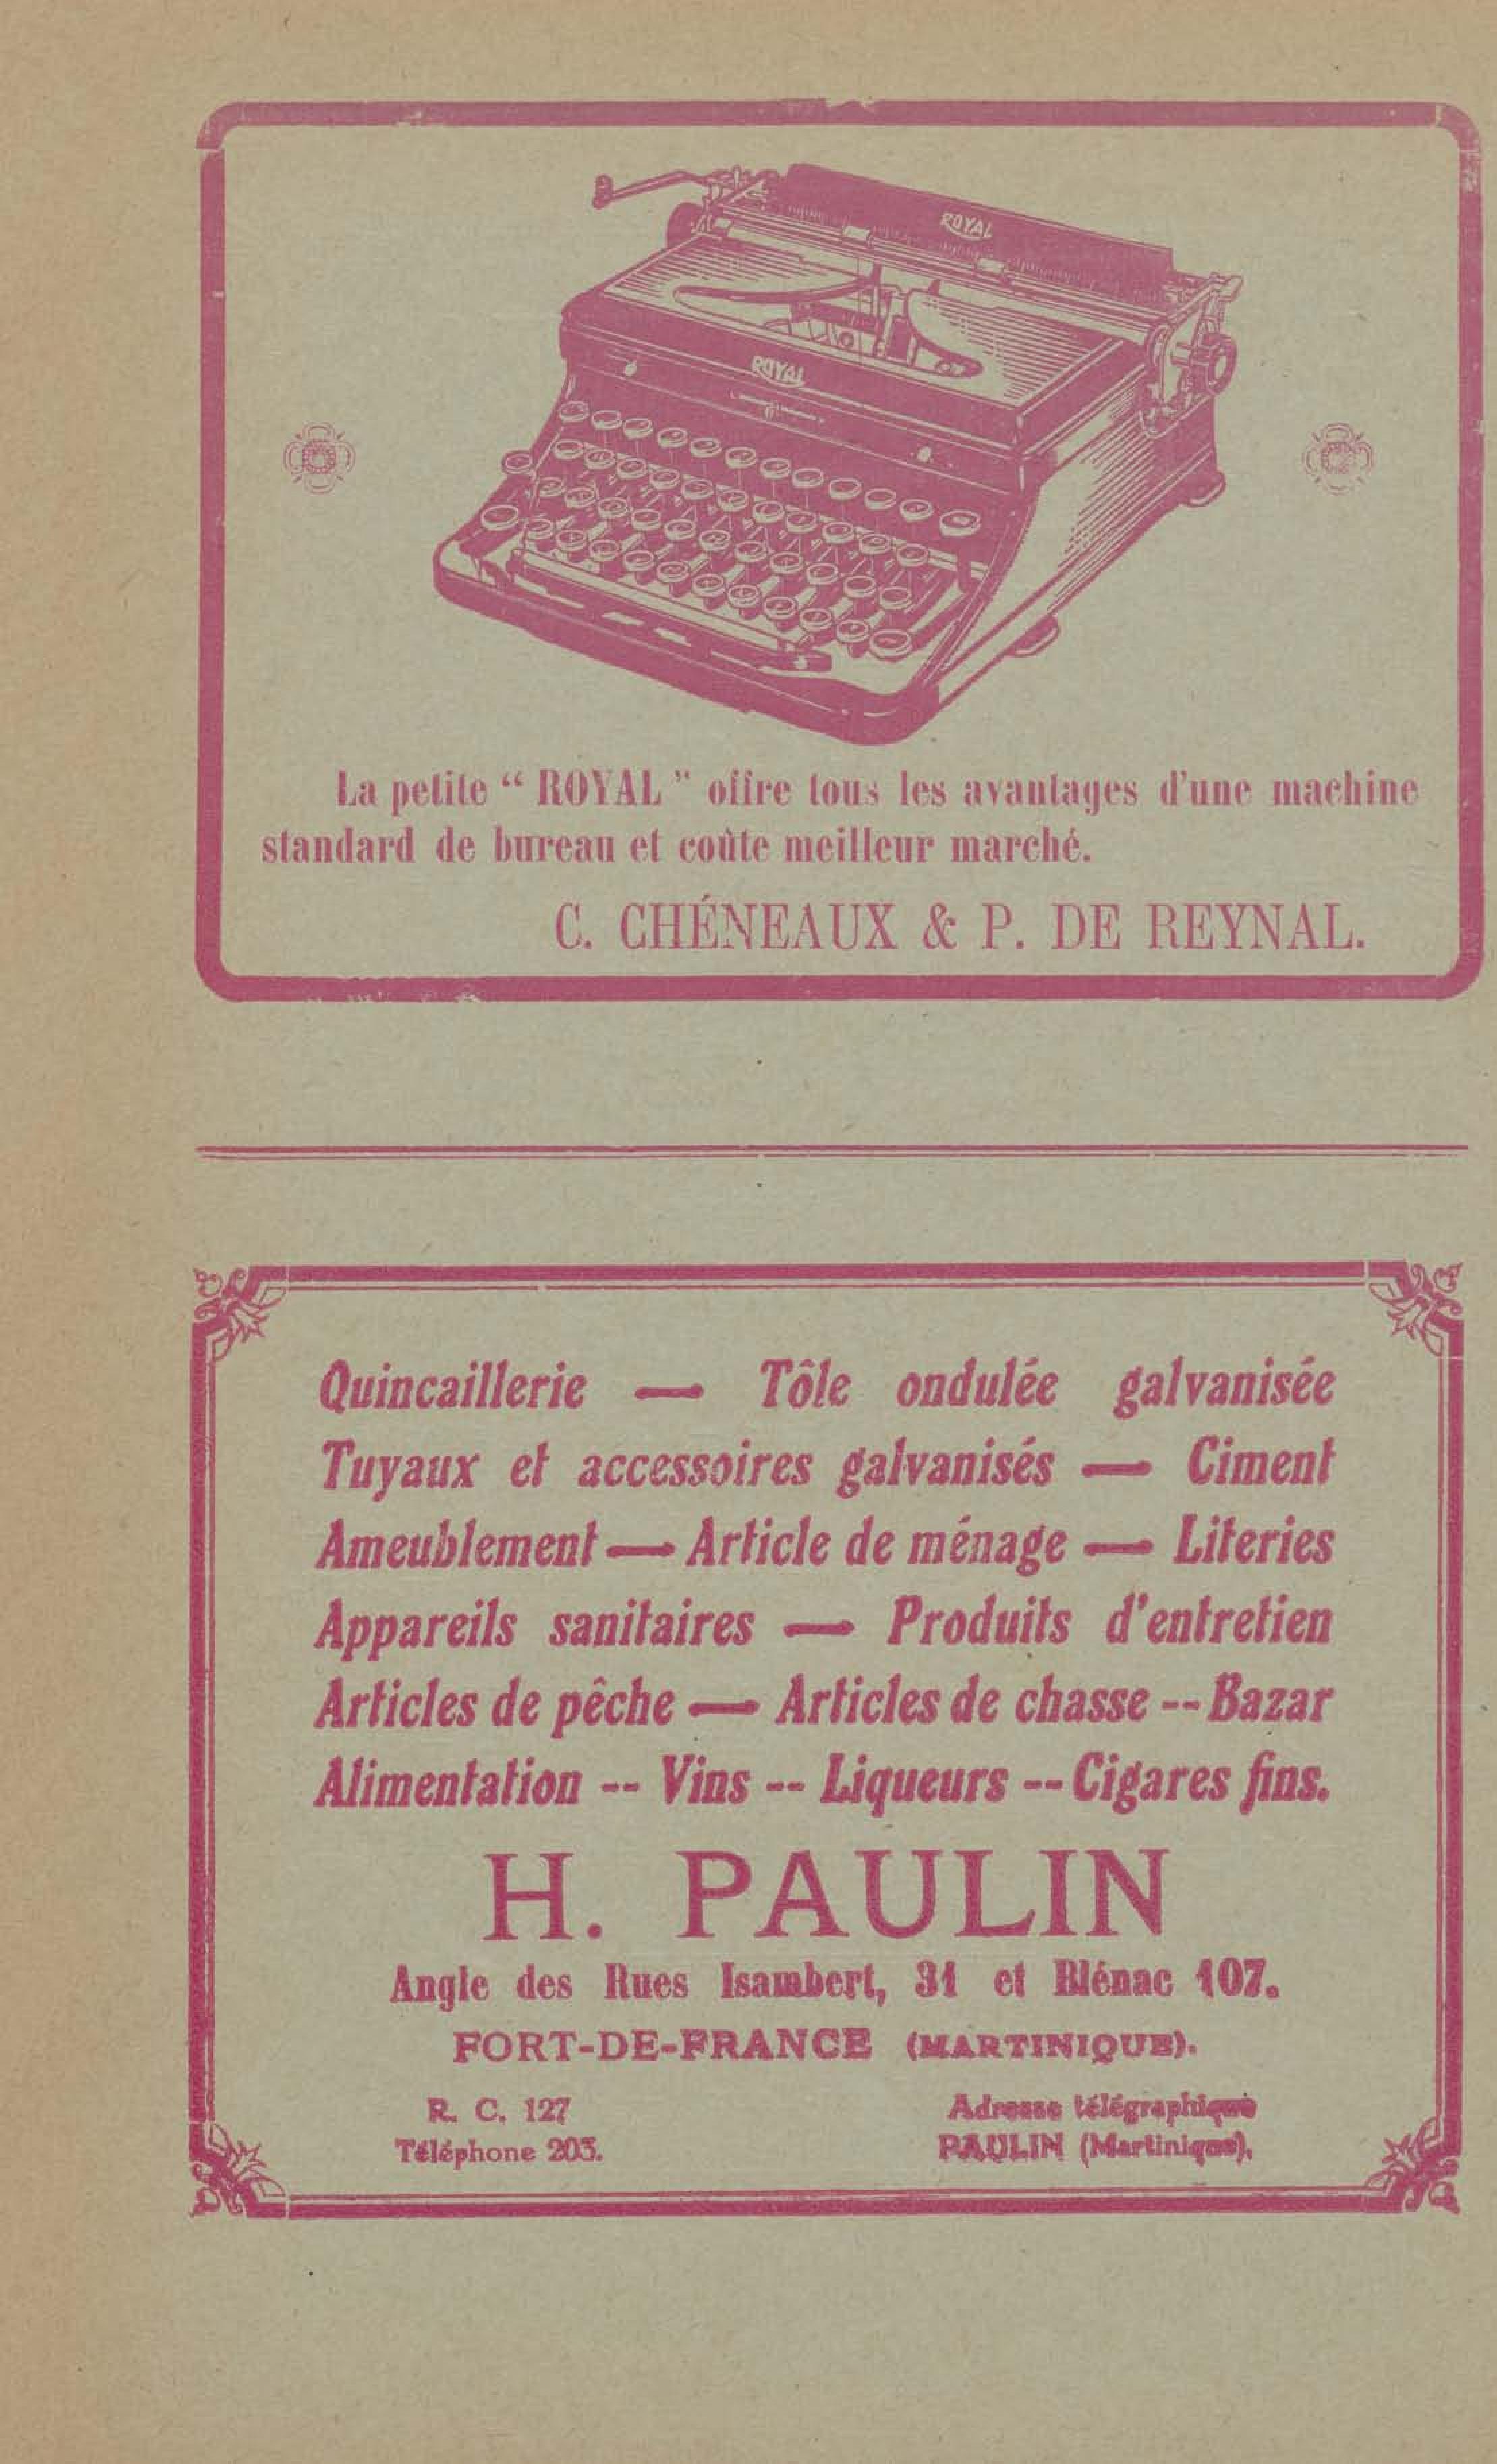 ROYAL
ROYAL
La petite “ ROYAL ” offre tous les avantages d'une machine
standard de bureau et coûte meilleur marché.
C. CHÉNEAUX & P. DE REYNAL.
Quincaillerie — Tôle ondulée galvanisée
Tuyaux et accessoires galvanisés — Ciment
Ameublement — Article de ménage — Literies
Appareils sanitaires — Produits d'entretien
Articles de pêche — Articles de chasse -- Bazar
Alimentation -- Vins -- Liqueurs -- Cigares fins.
H. PAULIN
Angle des Rues Isambert, 31 et Blénac 107.
FORT-DE-FRANCE (MARTINIQUE).
R. C. 127
Téléphone 203.
Adresse télégraphique
PAULIN (Martinique).